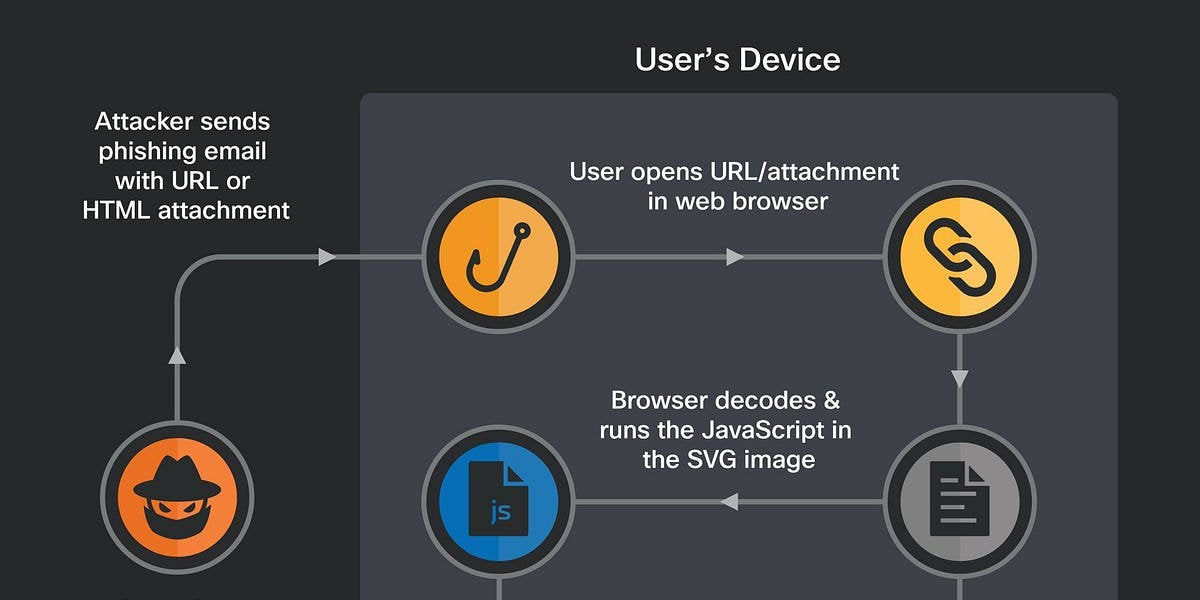 User's Device
Attacker sends
phishing email
with URL or
HTML attachment
User opens URL/attachment
in web browser
Browser decodes &
runs the JavaScript in
the SVG image
js